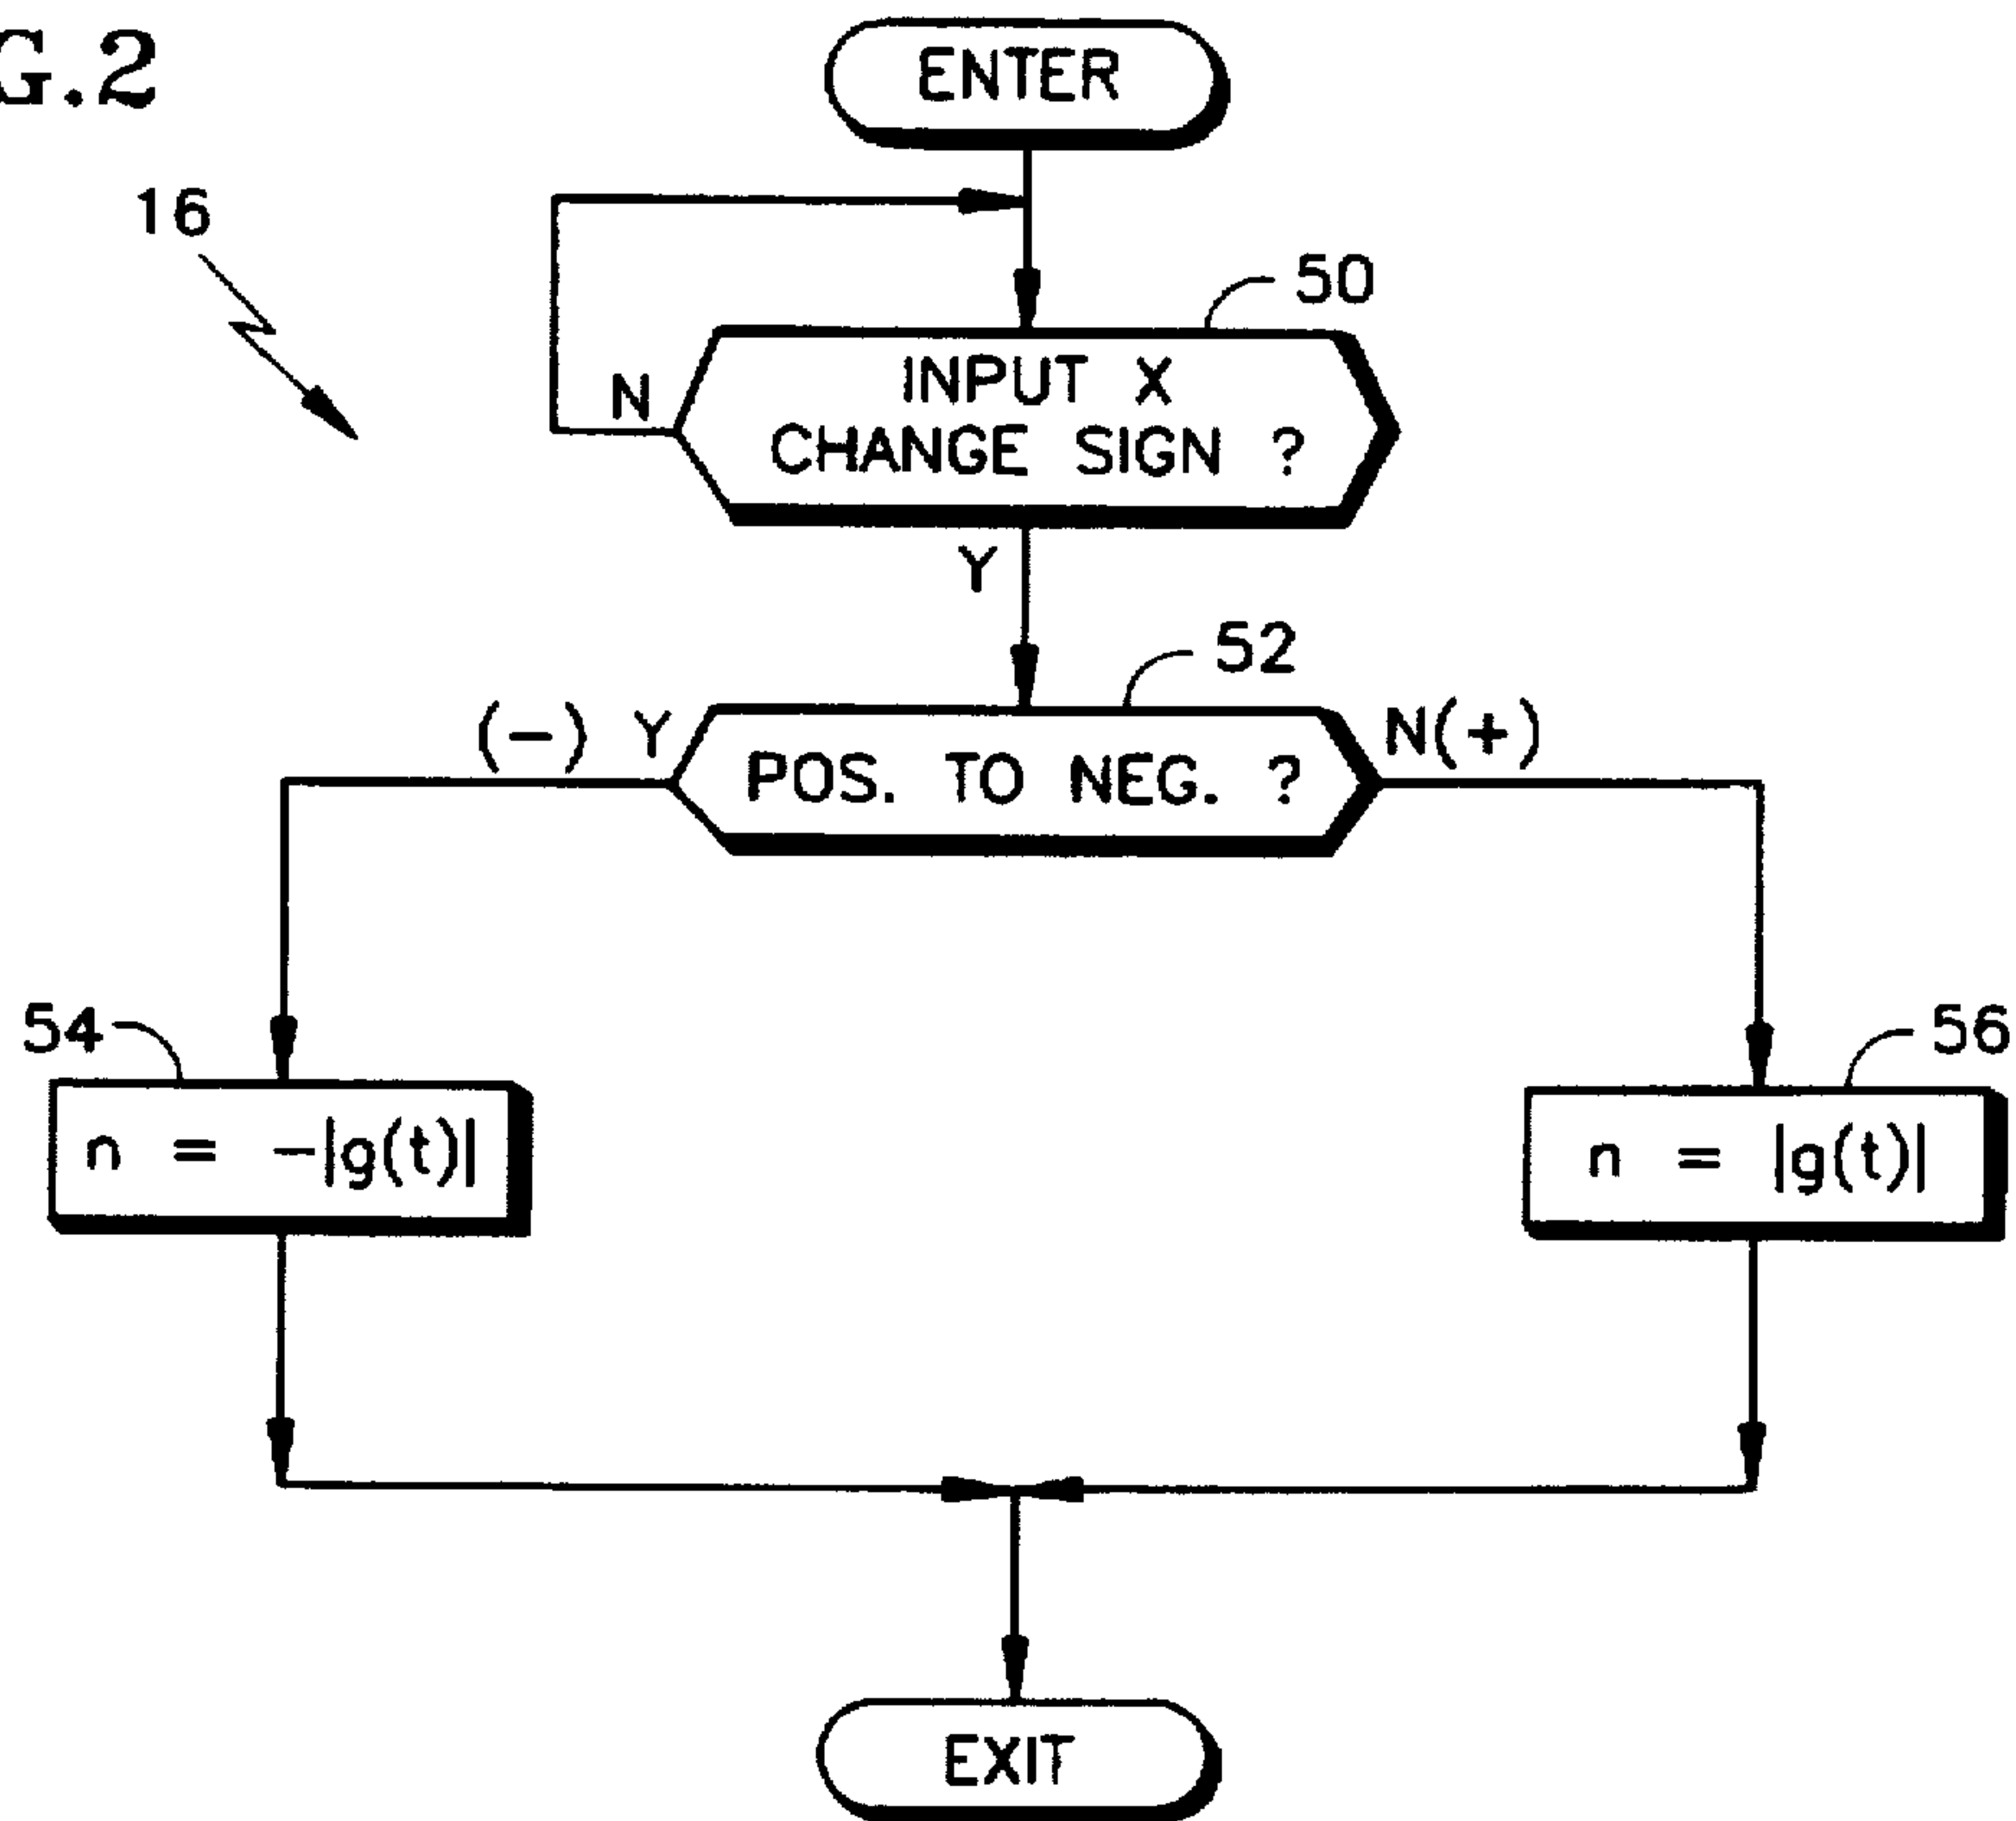 G.2
ENTER
16
50
INPUT X
CHANGE SIGN ?
N
Y
52
(-) Y
POS. TO NEG. ?
N(+)
54
n = -|g(t)|
56
n = |g(t)|
EXIT